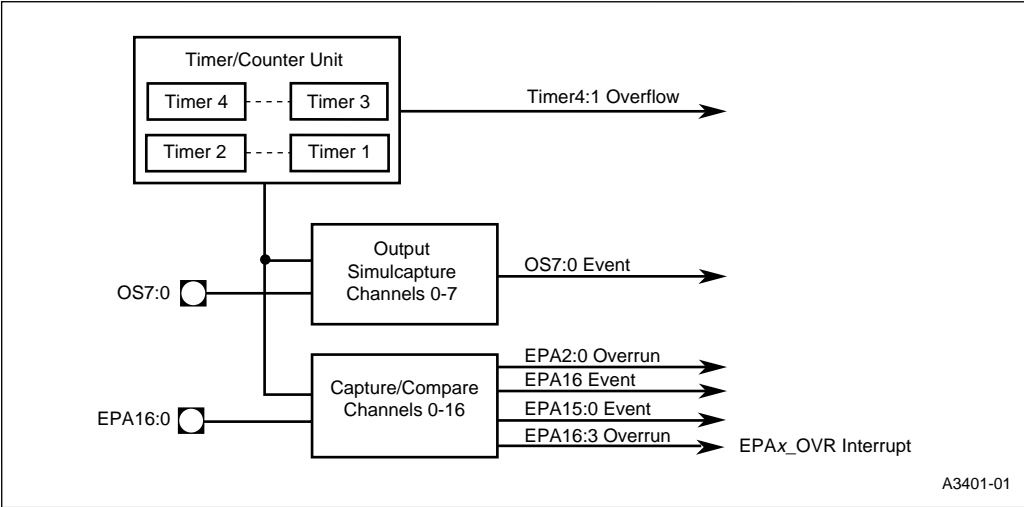 Timer/Counter Unit
Timer 4
Timer 3
Timer 2
Timer 1
Timer4:1 Overflow
Output
Simulcapture
Channels 0-7
OS7:0
OS7:0 Event
Capture/Compare
Channels 0-16
EPA16:0
EPA2:0 Overrun
EPA16 Event
EPA15:0 Event
EPA16:3 Overrun
EPAx_OVR Interrupt
A3401-01